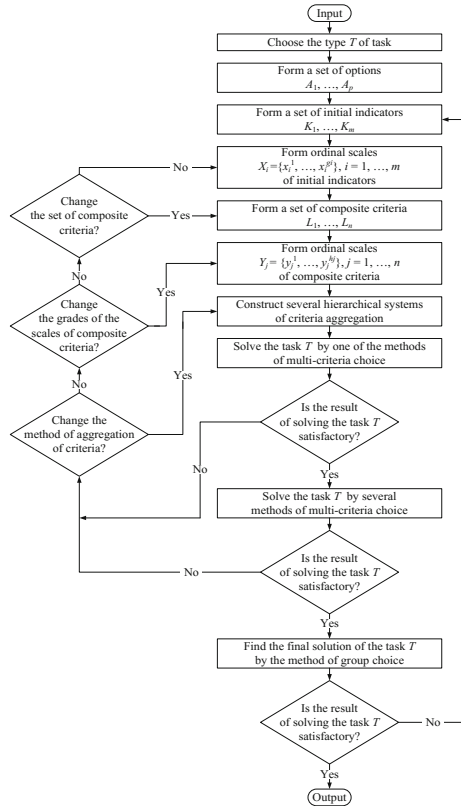 Input
Choose the type T of task
Form a set of options
A₁, ..., Aₚ
Form a set of initial indicators
K₁, ..., Kₘ
Form ordinal scales
Xᵢ={xᵢ¹, ..., xᵢᵍⁱ}, i = 1, ..., m
of initial indicators
No
Change
the set of composite
criteria?
Yes
Form a set of composite criteria
L₁, ..., Lₙ
Form ordinal scales
Yⱼ= {yⱼ¹, ..., yⱼʰʲ}, j = 1, ..., n
of composite criteria
No
Yes
Change
the grades of the
scales of composite
criteria?
Construct several hierarchical systems
of criteria aggregation
Solve the task T by one of the methods
of multi-criteria choice
Yes
No
Change the
method of aggregation
of criteria?
Is the result
of solving the task T
satisfactory?
No
Yes
Solve the task T by several
methods of multi-criteria choice
Is the result
of solving the task T
satisfactory?
No
Yes
Find the final solution of the task T
by the method of group choice
Is the result
of solving the task T
satisfactory?
No
Yes
Output